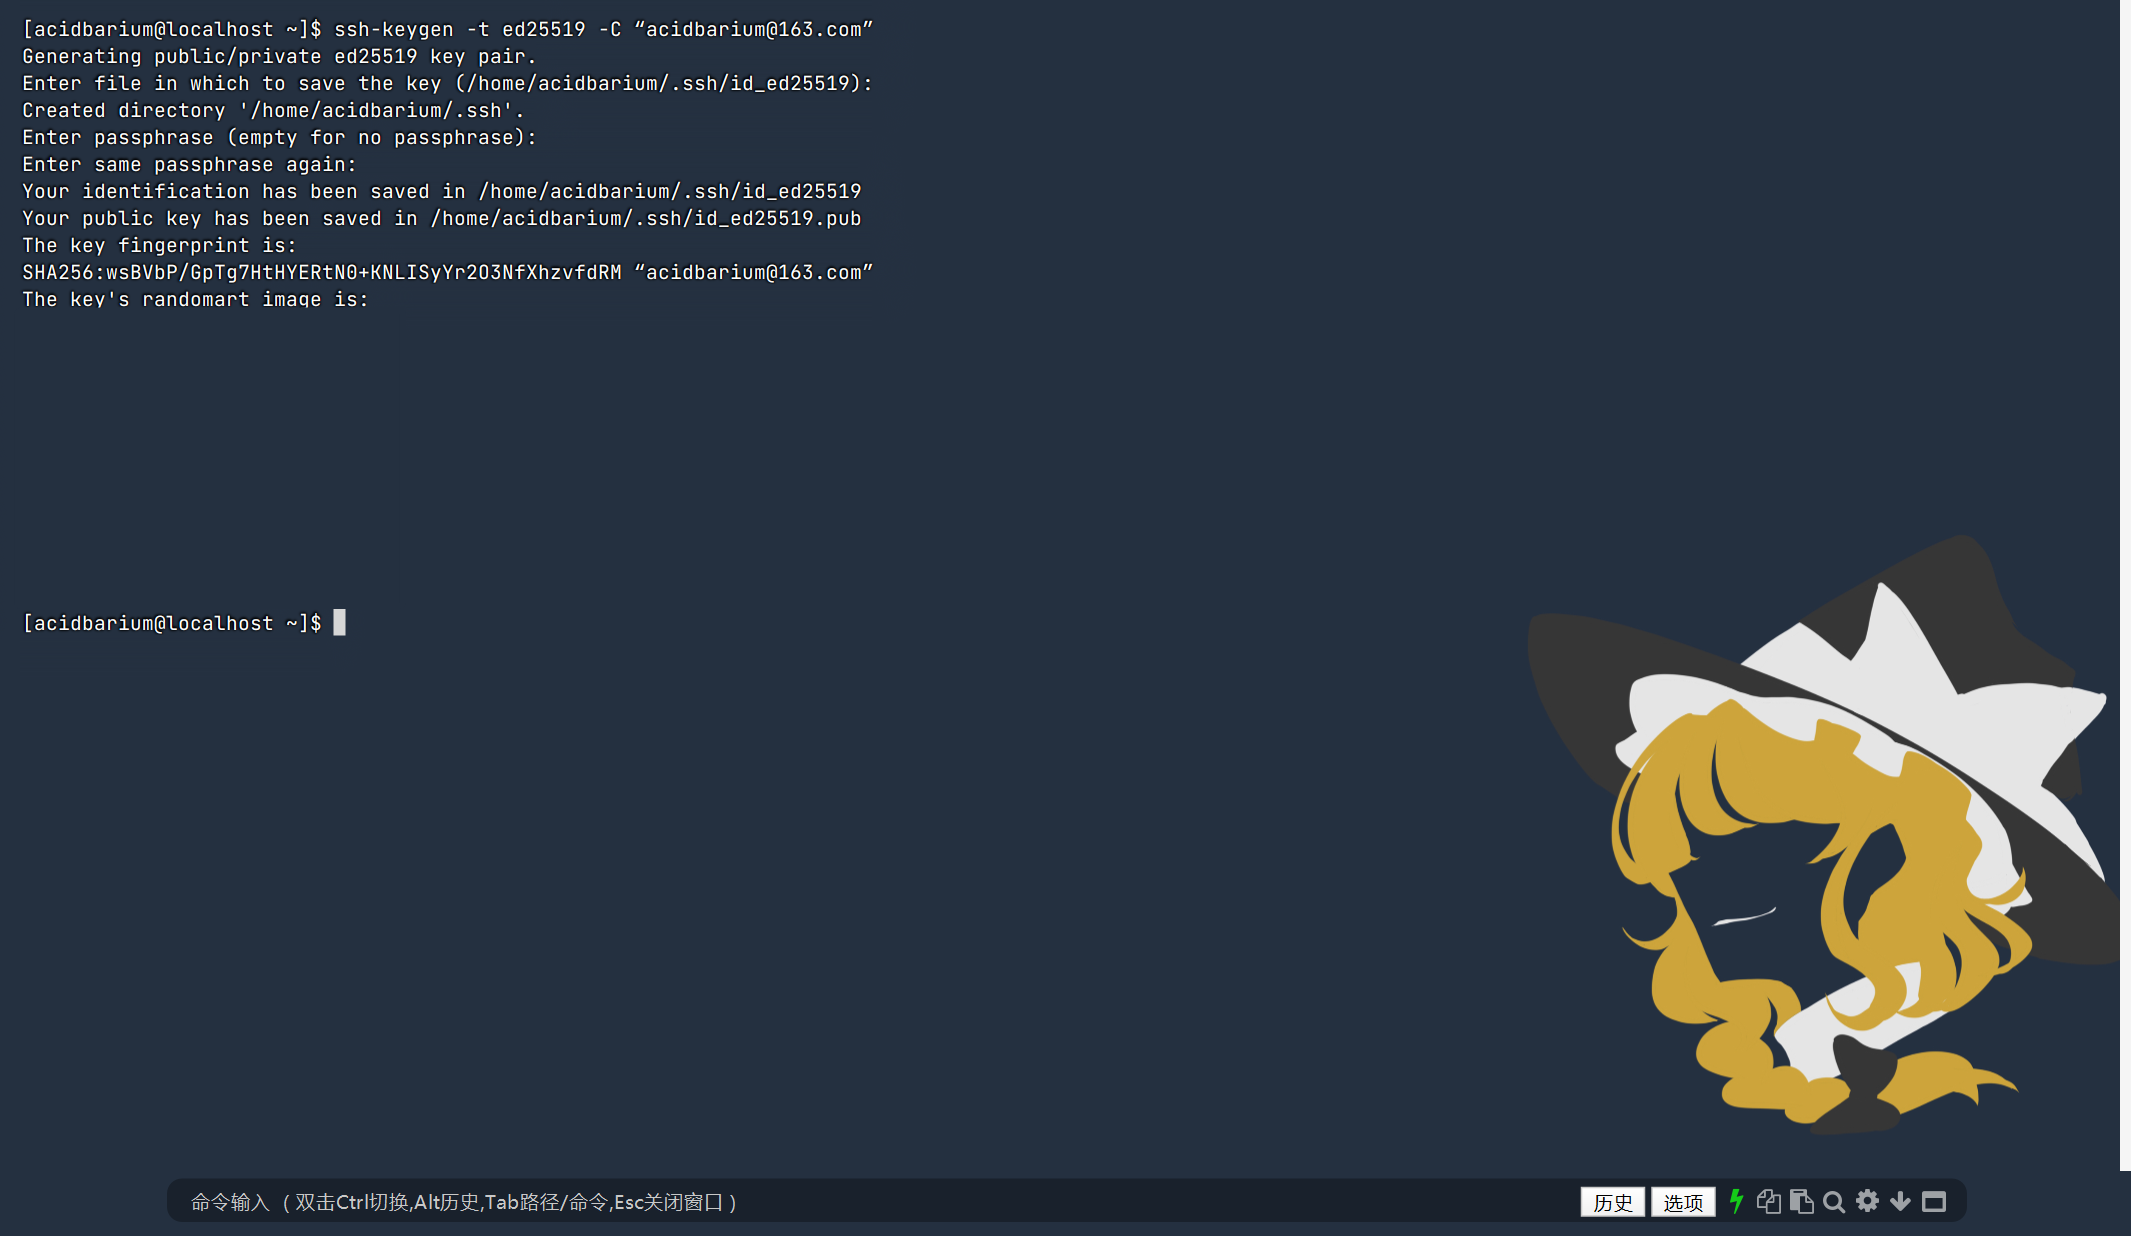 [acidbarium@localhost ~]$ ssh-keygen -t ed25519 -C “acidbarium@163.com”
Generating public/private ed25519 key pair.
Enter file in which to save the key (/home/acidbarium/.ssh/id_ed25519):
Created directory '/home/acidbarium/.ssh'.
Enter passphrase (empty for no passphrase):
Enter same passphrase again:
Your identification has been saved in /home/acidbarium/.ssh/id_ed25519
Your public key has been saved in /home/acidbarium/.ssh/id_ed25519.pub
The key fingerprint is:
SHA256:wsBVbP/GpTg7HtHYERtN0+KNLISyYr2O3NfXhzvfdRM “acidbarium@163.com”
The key's randomart image is:
[acidbarium@localhost ~]$
命令输入 （双击Ctrl切换,Alt历史,Tab路径/命令,Esc关闭窗口）
历史 选项